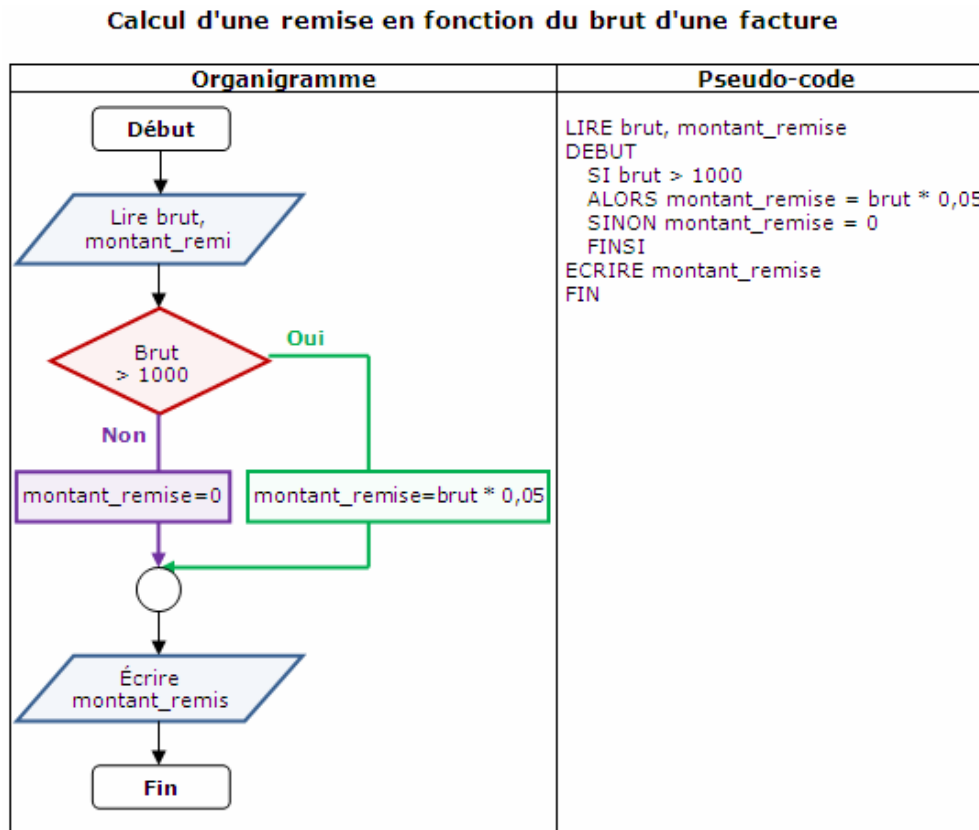 Calcul d'une remise en fonction du brut d'une facture
Organigramme
Début
Lire brut,
montant_remi
Brut
> 1000
Oui
Non
montant_remise=0
montant_remise=brut * 0,05
Écrire
montant_remis
Fin
Pseudo-code
LIRE brut, montant_remise
DEBUT
SI brut > 1000
ALORS montant_remise = brut * 0,05
SINON montant_remise = 0
FINSI
ECRIRE montant_remise
FIN